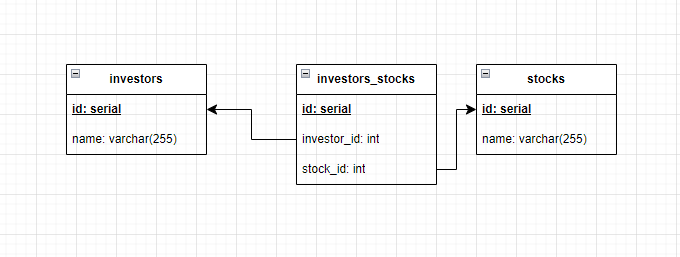 investors
id: serial
name: varchar(255)
investors_stocks
id: serial
investor_id: int
stock_id: int
stocks
id: serial
name: varchar(255)